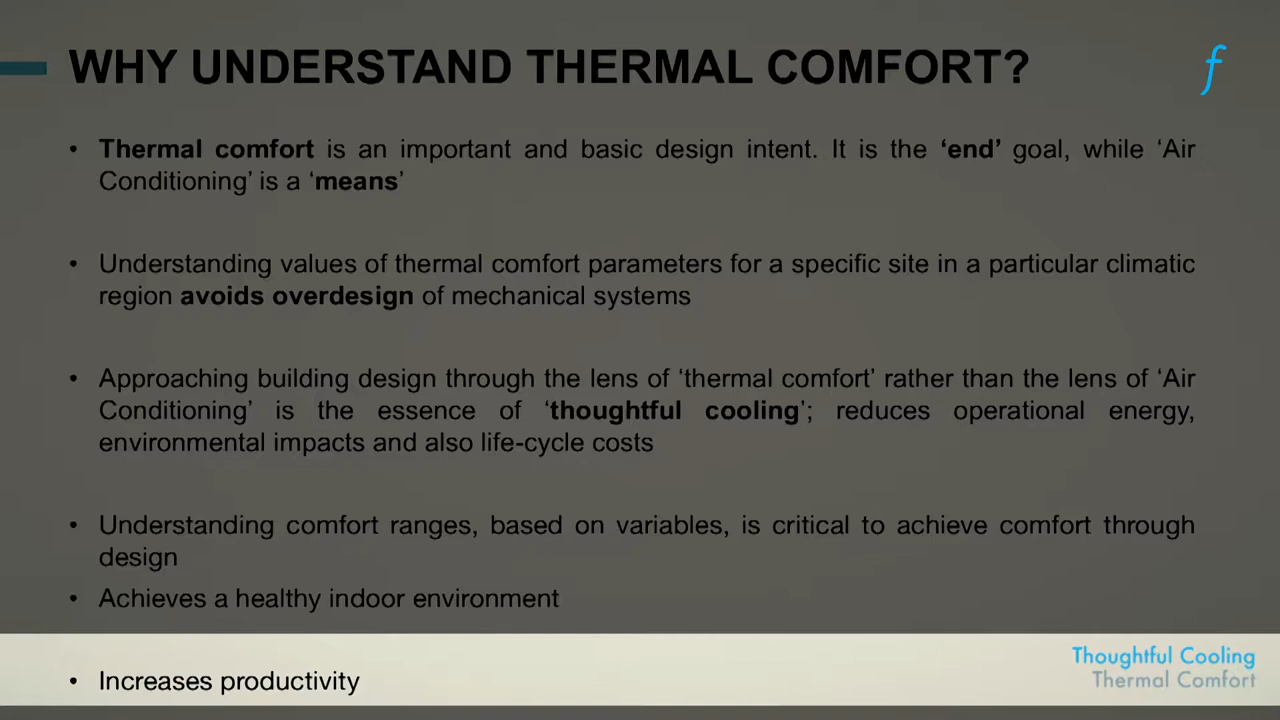 WHY UNDERSTAND THERMAL COMFORT?
f
• Thermal comfort is an important and basic design intent. It is the ‘end’ goal, while ‘Air
Conditioning’ is a ‘means’
• Understanding values of thermal comfort parameters for a specific site in a particular climatic
region avoids overdesign of mechanical systems
• Approaching building design through the lens of ‘thermal comfort’ rather than the lens of ‘Air
Conditioning’ is the essence of ‘thoughtful cooling’; reduces operational energy,
environmental impacts and also life-cycle costs
• Understanding comfort ranges, based on variables, is critical to achieve comfort through
design
• Achieves a healthy indoor environment
• Increases productivity
Thoughtful Cooling
Thermal Comfort